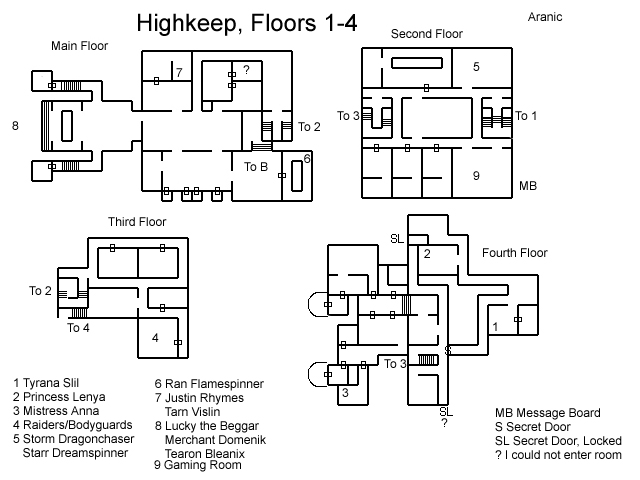 Highkeep, Floors 1-4
Aranic
Main Floor
Second Floor
7
?
5
8
To 2
To 3
To 1
To B
6
9
MB
Third Floor
SL
2
Fourth Floor
To 2
To 4
4
1
S
To 3
3
SL
?
1 Tyrana Slil
2 Princess Lenya
3 Mistress Anna
4 Raiders/Bodyguards
5 Storm Dragonchaser
Starr Dreamspinner
6 Ran Flamespinner
7 Justin Rhymes
Tarn Vislin
8 Lucky the Beggar
Merchant Domenik
Tearon Bleanix
9 Gaming Room
MB Message Board
S Secret Door
SL Secret Door, Locked
? I could not enter room